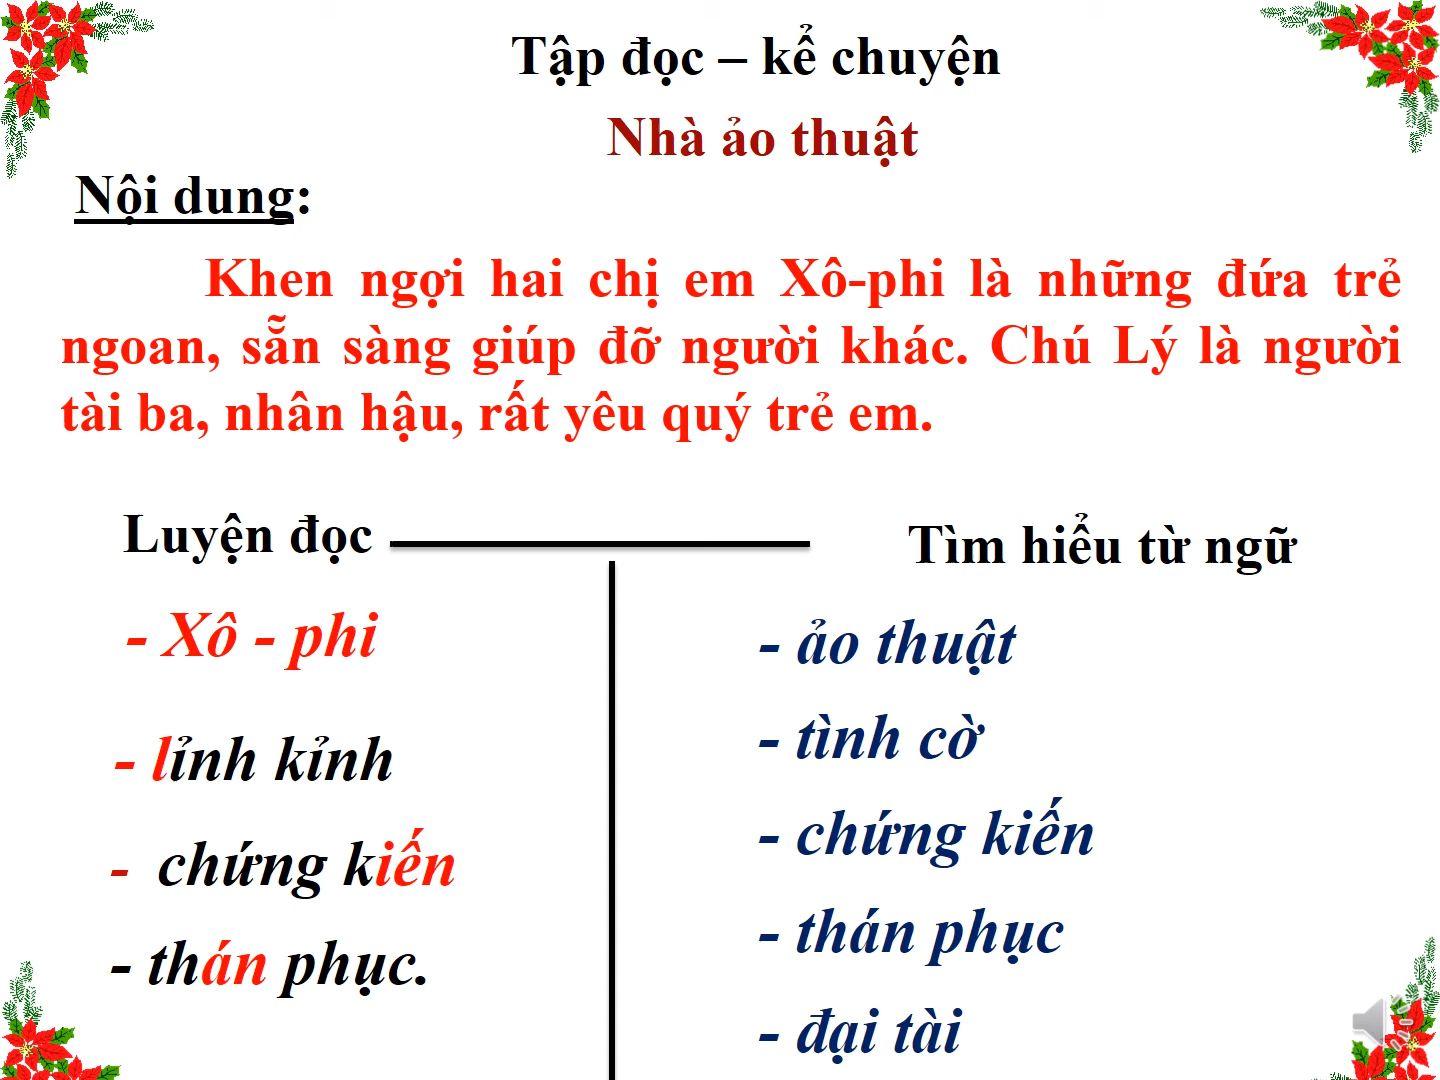 Tập đọc – kể chuyện
Nhà ảo thuật
Nội dung:
Khen ngợi hai chị em Xô-phi là những đứa trẻ
ngoan, sẵn sàng giúp đỡ người khác. Chú Lý là người
tài ba, nhân hậu, rất yêu quý trẻ em.
Luyện đọc
- Xô - phi
- lỉnh kỉnh
- chứng kiến
- thán phục.
Tìm hiểu từ ngữ
- ảo thuật
- tình cờ
- chứng kiến
- thán phục
- đại tài